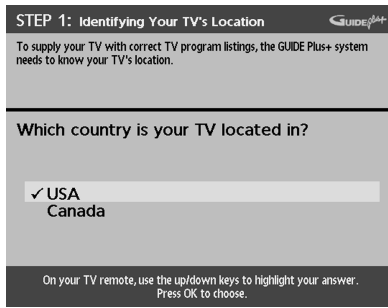 STEP 1: Identifying Your TV's Location GUIDE Plus+
To supply your TV with correct TV program listings, the GUIDE Plus+ system
needs to know your TV's location.
Which country is your TV located in?
✓ USA
Canada
On your TV remote, use the up/down keys to highlight your answer.
Press OK to choose.